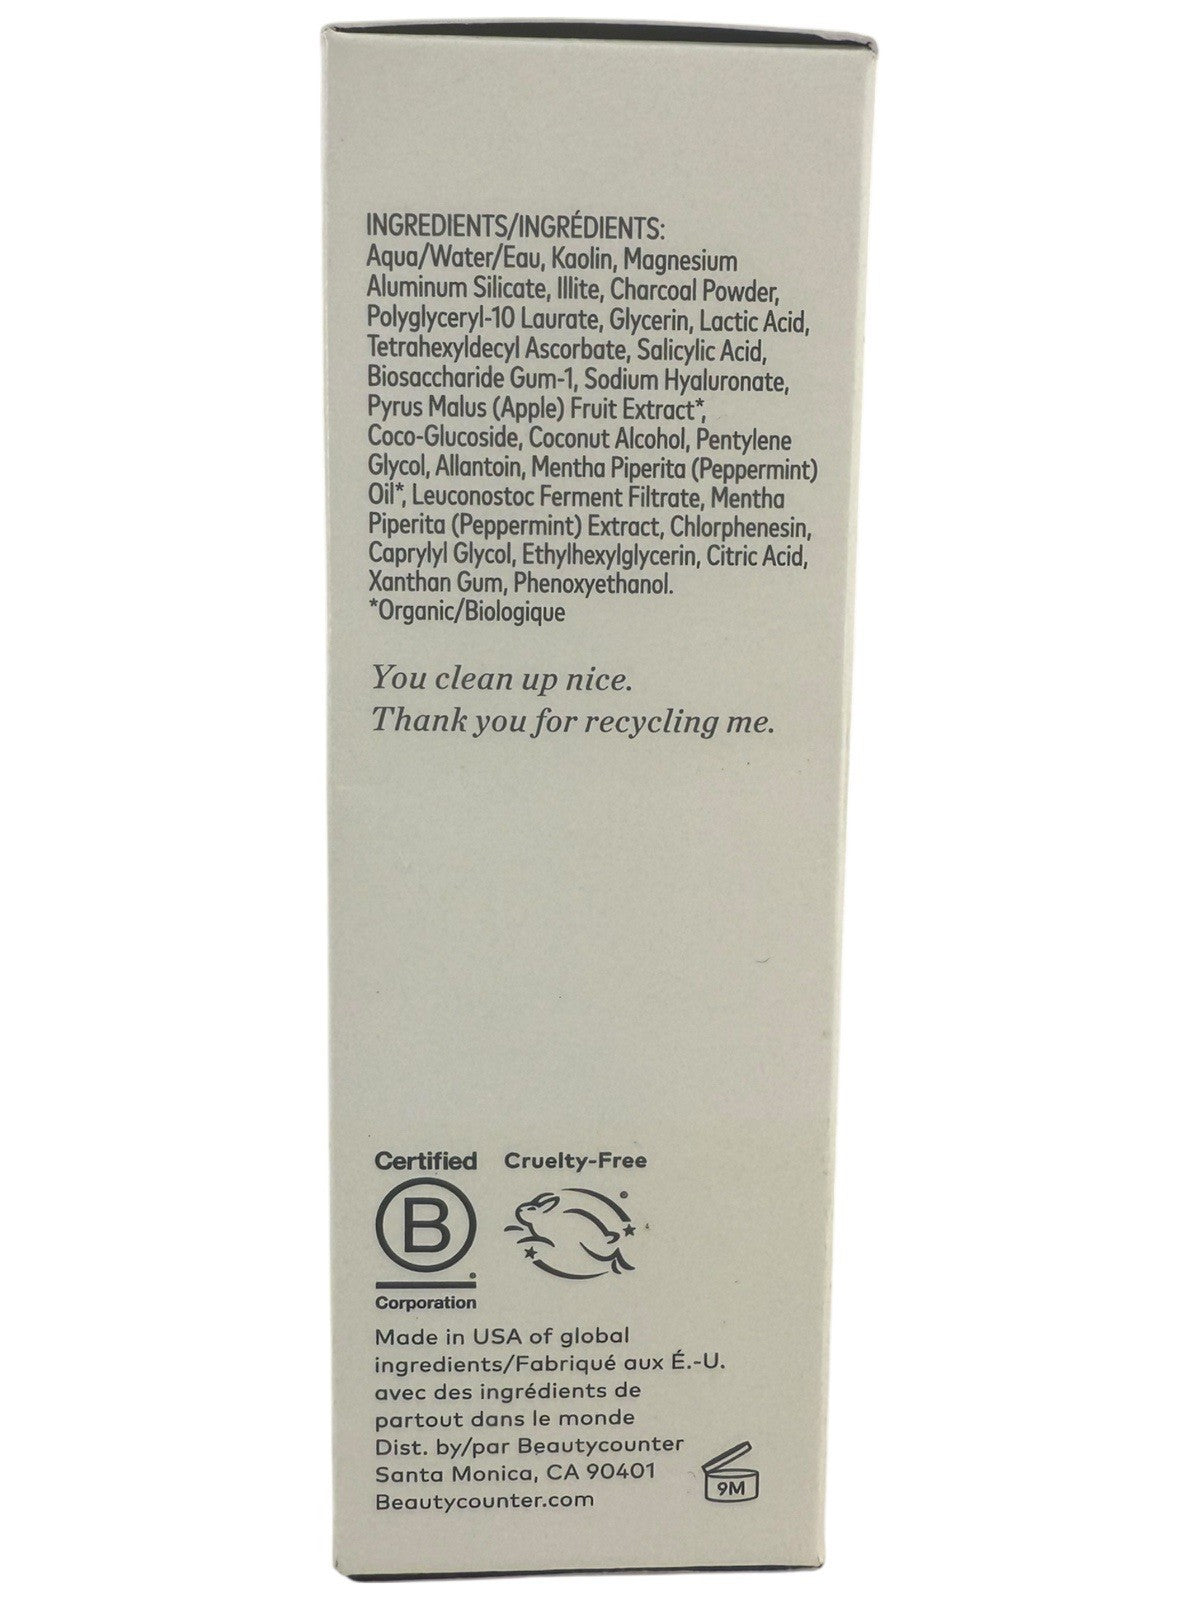 INGREDIENTS/INGRÉDIENTS:
Aqua/Water/Eau, Kaolin, Magnesium
Aluminum Silicate, Illite, Charcoal Powder,
Polyglyceryl-10 Laurate, Glycerin, Lactic Acid,
Tetrahexyldecyl Ascorbate, Salicylic Acid,
Biosaccharide Gum-1, Sodium Hyaluronate,
Pyrus Malus (Apple) Fruit Extract*,
Coco-Glucoside, Coconut Alcohol, Pentylene
Glycol, Allantoin, Mentha Piperita (Peppermint)
Oil*, Leuconostoc Ferment Filtrate, Mentha
Piperita (Peppermint) Extract, Chlorphenesin,
Caprylyl Glycol, Ethylhexylglycerin, Citric Acid,
Xanthan Gum, Phenoxyethanol.
*Organic/Biologique
You clean up nice.
Thank you for recycling me.
Certified
B
Corporation
Cruelty-Free
Made in USA of global
ingredients/Fabriqué aux É.-U.
avec des ingrédients de
partout dans le monde
Dist. by/par Beautycounter
Santa Monica, CA 90401
Beautycounter.com
9M